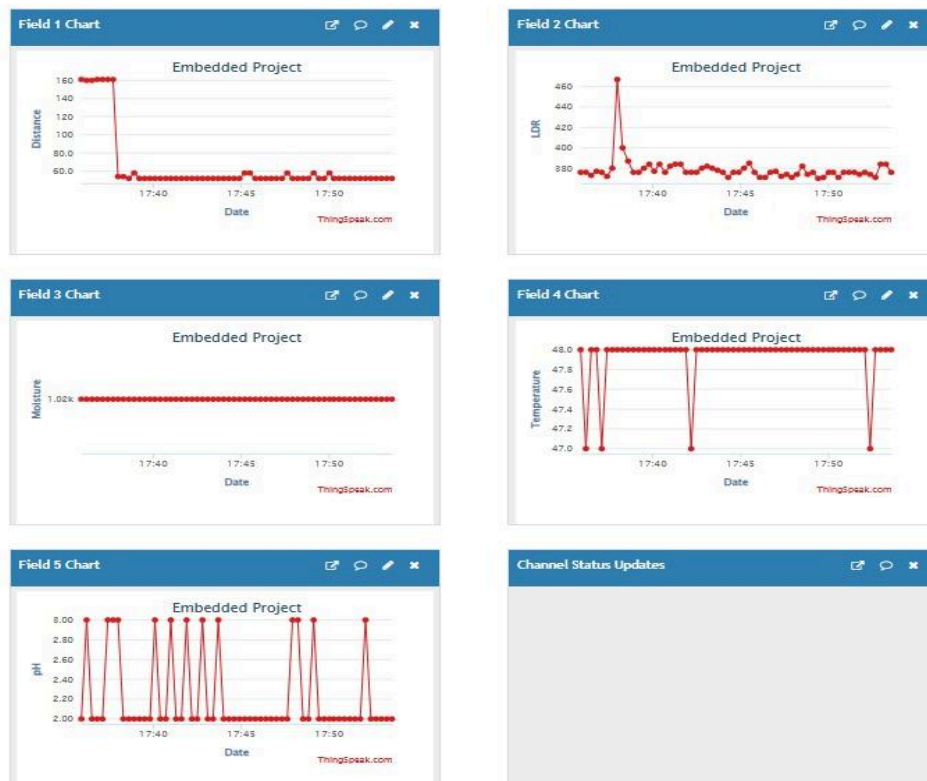 Field 1 Chart
Embedded Project
160
140
120
100
80.0
60.0
Distance
17:40 17:45 17:50
Date
ThingSpeak.com
Field 2 Chart
Embedded Project
460
440
420
400
380
LDR
17:40 17:45 17:50
Date
ThingSpeak.com
Field 3 Chart
Embedded Project
1.02k
Moisture
17:40 17:45 17:50
Date
ThingSpeak.com
Field 4 Chart
Embedded Project
48.0
47.8
47.6
47.4
47.2
47.0
Temperature
17:40 17:45 17:50
Date
ThingSpeak.com
Field 5 Chart
Embedded Project
3.00
2.80
2.60
2.40
2.20
2.00
pH
17:40 17:45 17:50
Date
ThingSpeak.com
Channel Status Updates